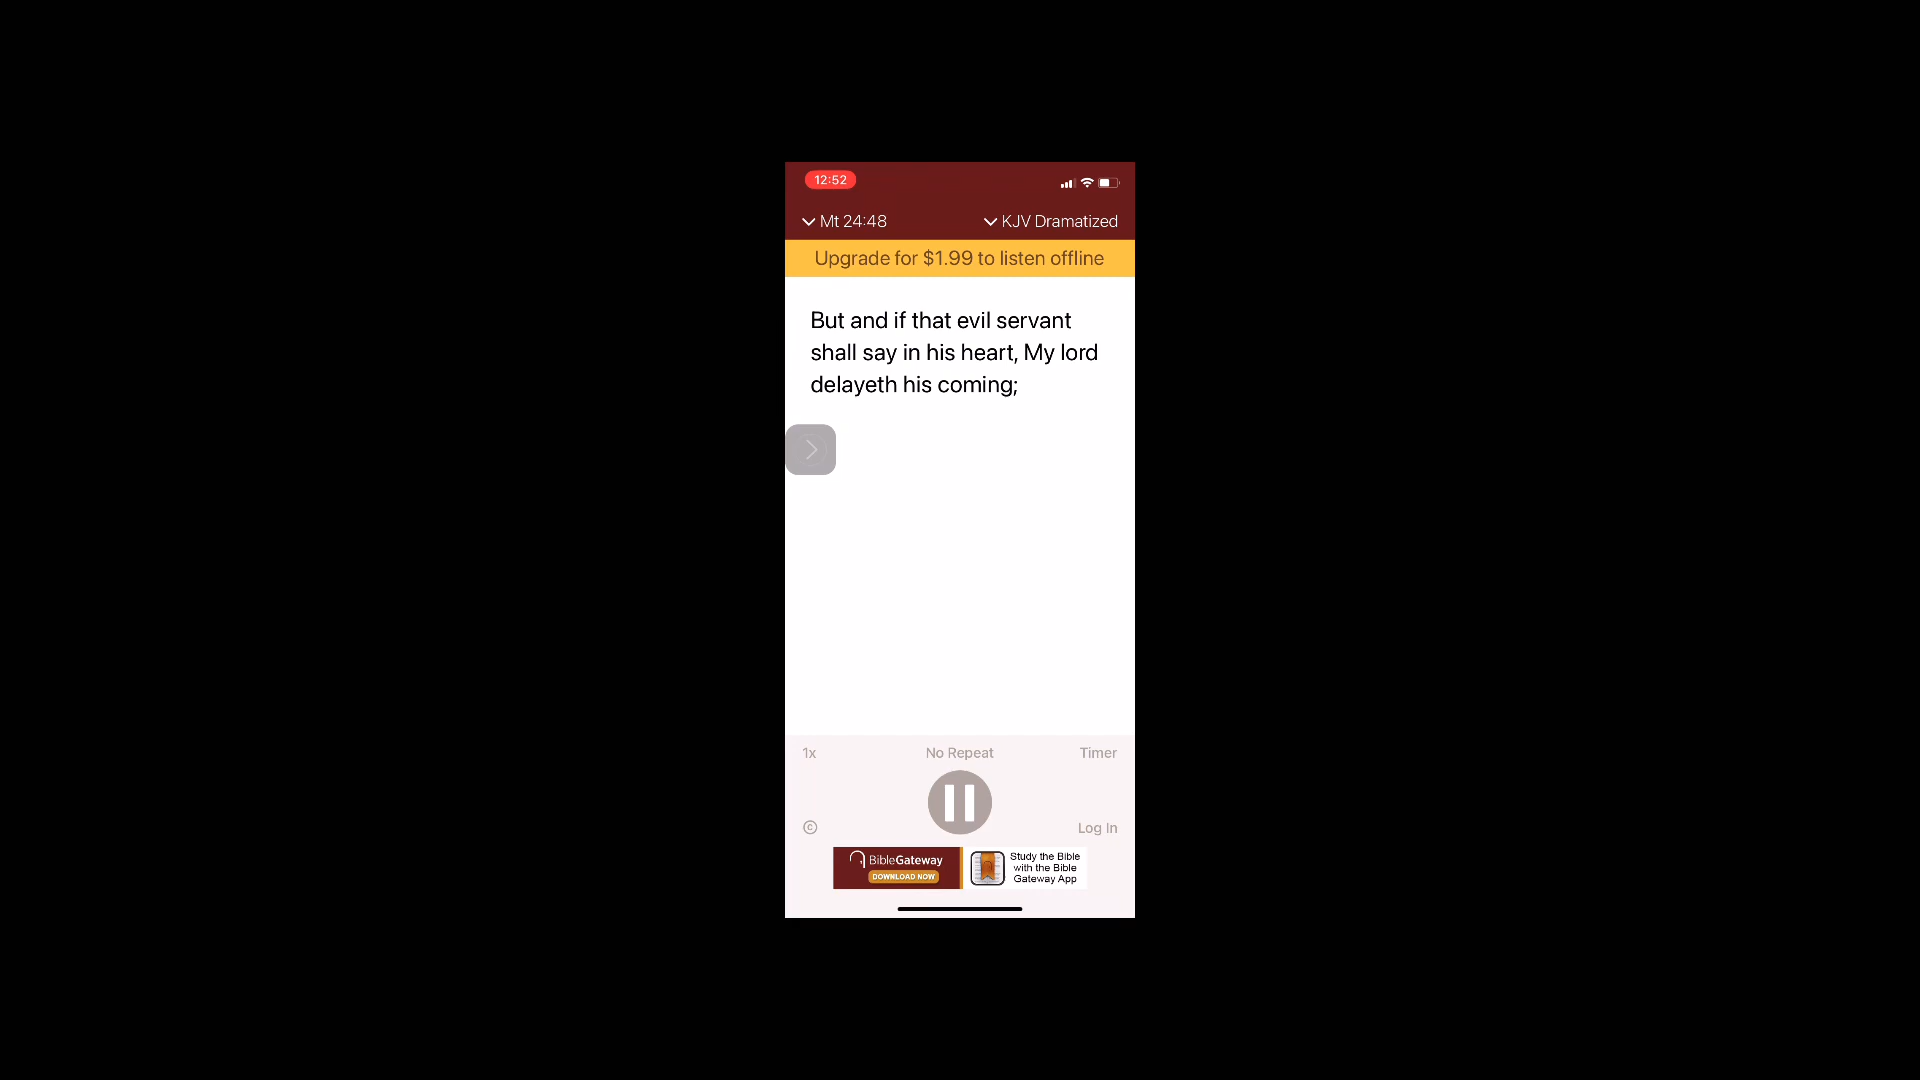 12:52
Mt 24:48
KJV Dramatized
Upgrade for $1.99 to listen offline
But and if that evil servant
shall say in his heart, My lord
delayeth his coming;
1x
No Repeat
Timer
©
Log In
BibleGateway
DOWNLOAD NOW
Study the Bible
with the Bible
Gateway App